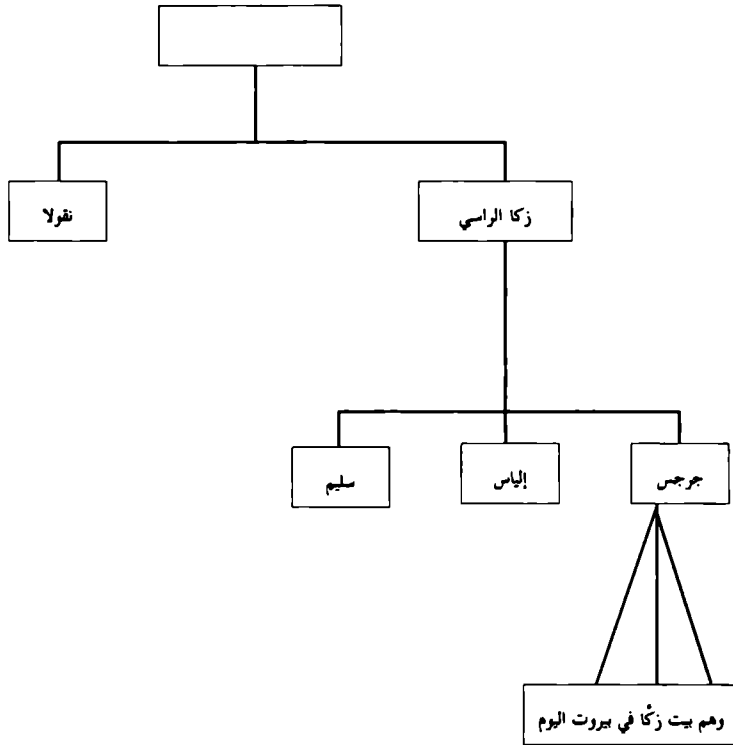 زكا الراسي
نقولا
جرجس
إلياس
سليم
وهم بيت زكّا في بيروت اليوم